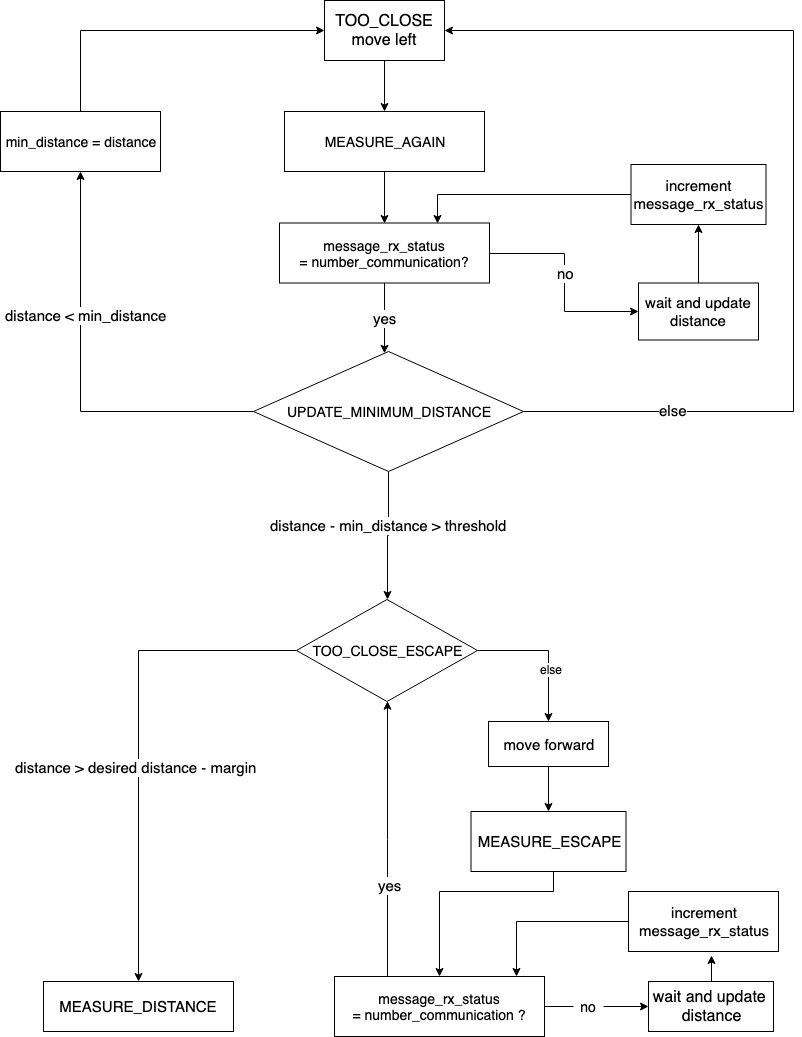 TOO_CLOSE
move left
min_distance = distance
MEASURE_AGAIN
increment
message_rx_status
message_rx_status
= number_communication?
no
wait and update
distance
distance < min_distance
yes
UPDATE_MINIMUM_DISTANCE
else
distance - min_distance > threshold
TOO_CLOSE_ESCAPE
else
move forward
distance > desired distance - margin
MEASURE_ESCAPE
yes
increment
message_rx_status
MEASURE_DISTANCE
message_rx_status
= number_communication ?
no
wait and update
distance